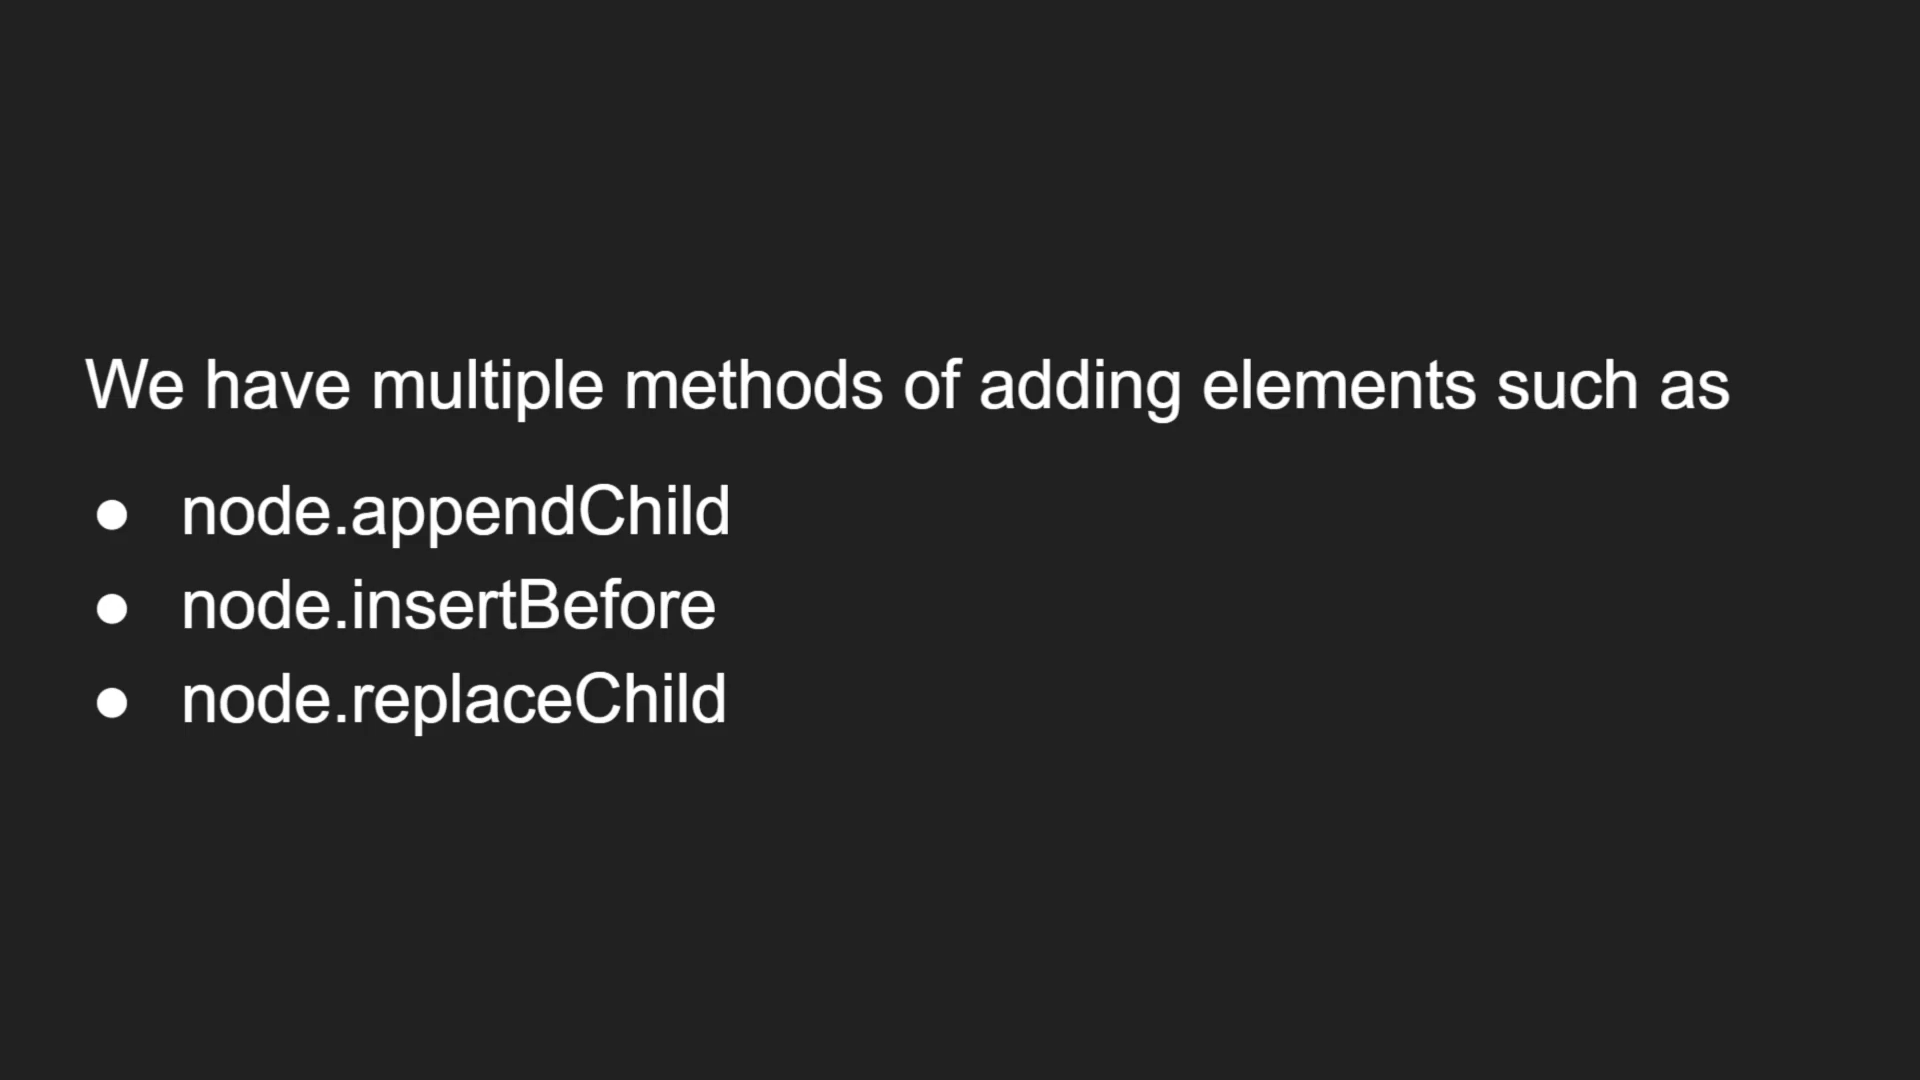 We have multiple methods of adding elements such as
● node.appendChild
● node.insertBefore
● node.replaceChild